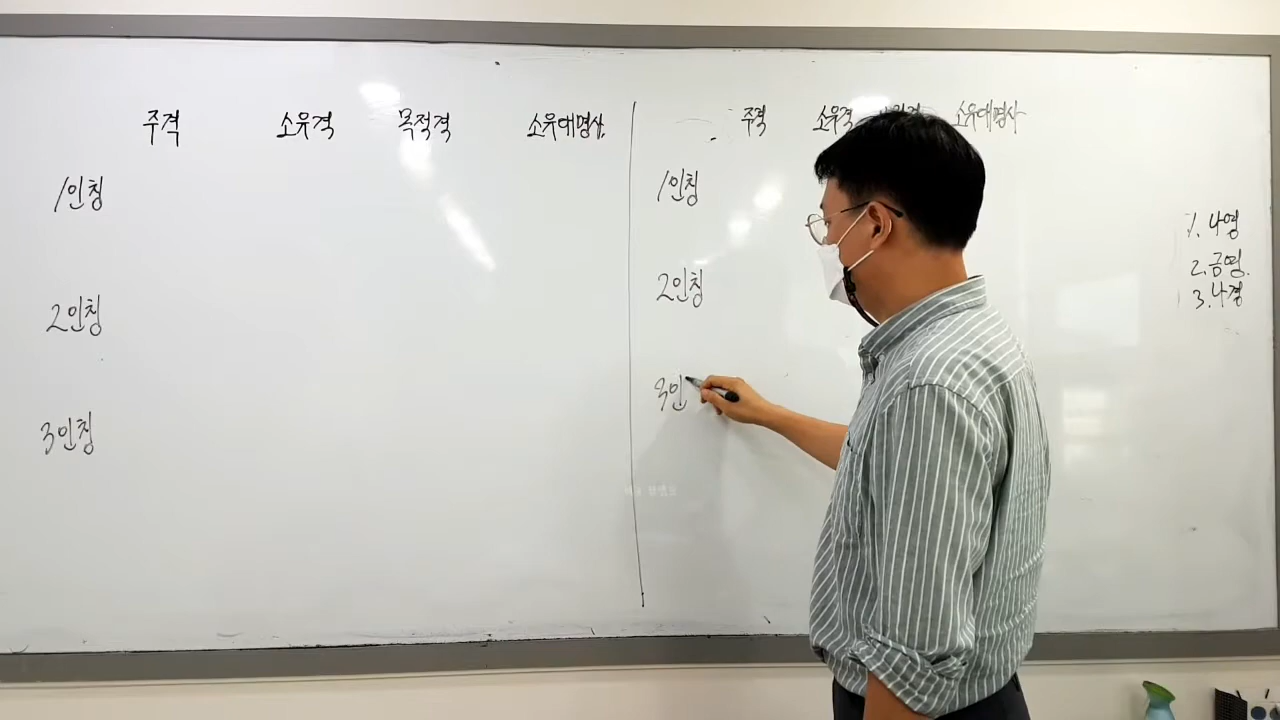 주격 소유격 목적격 소유대명사
1인칭
2인칭
3인칭
주격 소유격 소유대명사
1인칭
2인칭
3인
1. 나영
2. 금영.
3. 나경